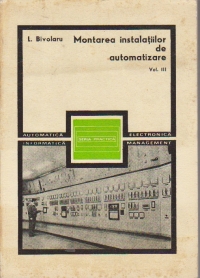 L. Bivolaru
Montarea instalaţiilor
de
automatizare
Vol. III
AUTOMATICA
ELECTRONICA
INFORMATICA
MANAGEMENT